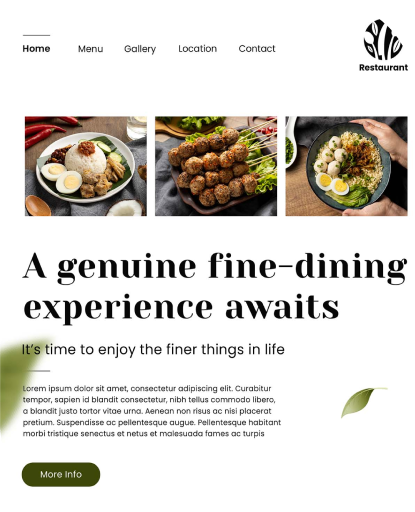 Home Menu Gallery Location Contact
Restaurant
A genuine fine-dining
experience awaits
It's time to enjoy the finer things in life
Lorem ipsum dolor sit amet, consectetur adipiscing elit. Curabitur
tempor, sapien id blandit consectetur, nibh tellus commodo libero,
a blandit justo tortor vitae urna. Aenean non risus ac nisi placerat
pretium. Suspendisse ac pellentesque augue. Pellentesque habitant
morbi tristique senectus et netus et malesuada fames ac turpis
More Info